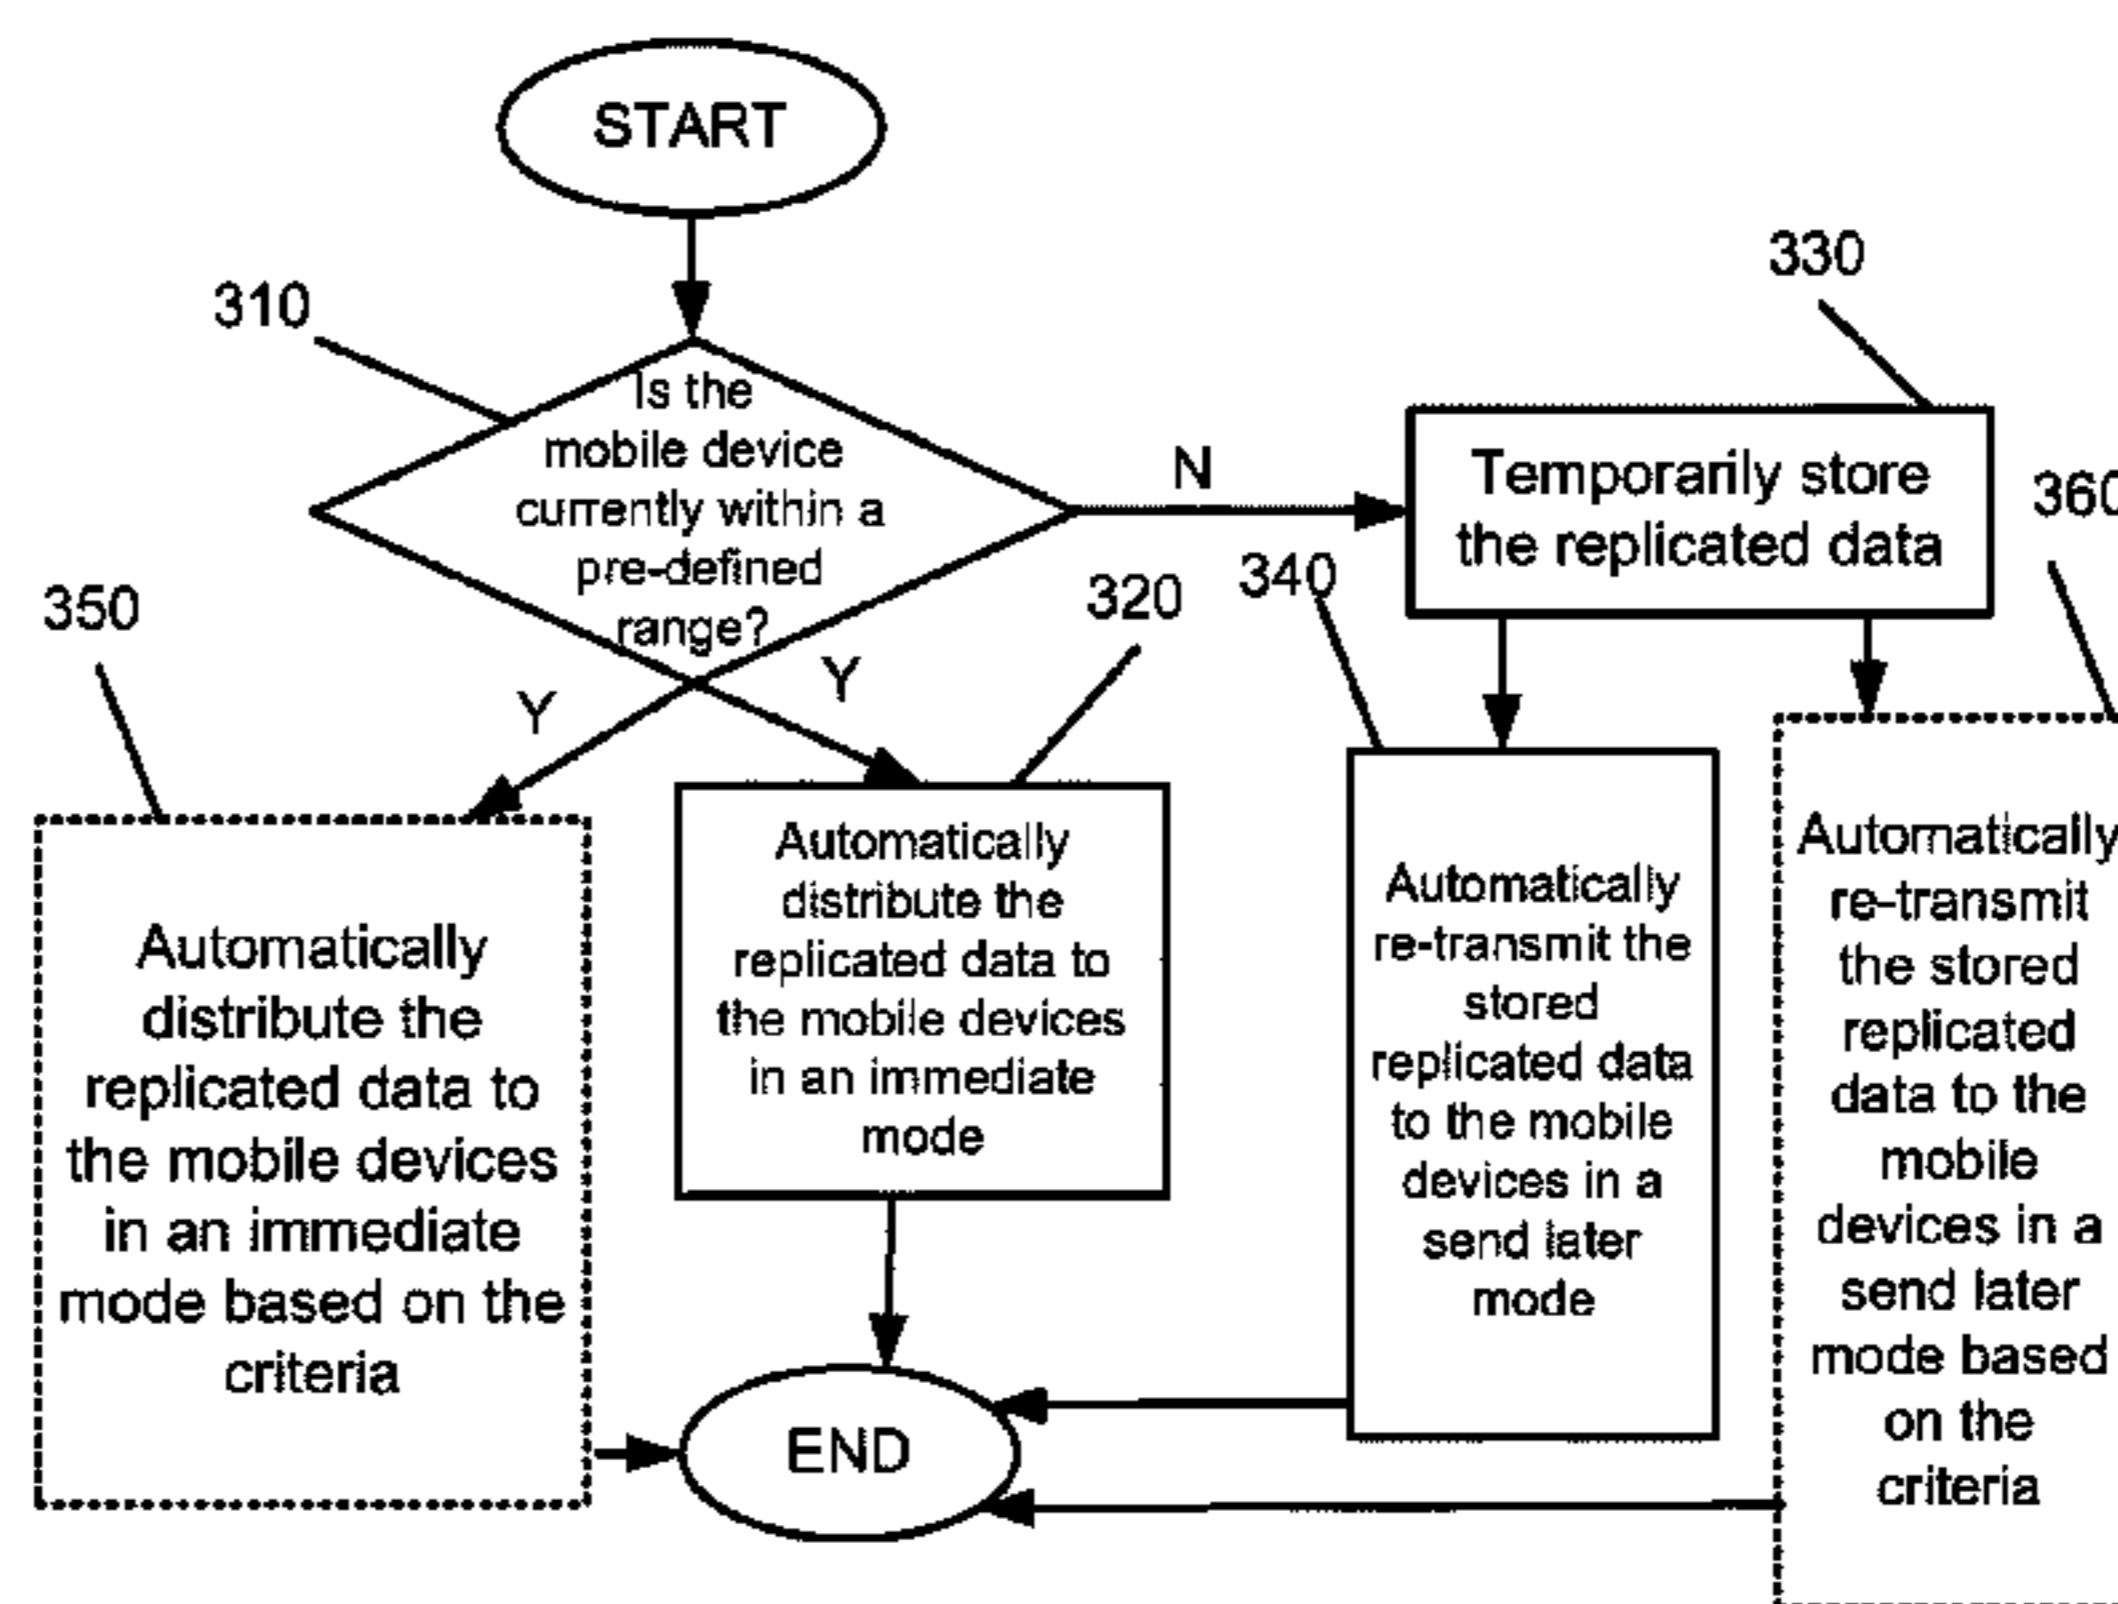 START
310
Is the
mobile device
currently within a
pre-defined
range?
N
330
Temporarily store
the replicated data
Y
Y
350
Automatically
distribute the
replicated data to
the mobile devices
in an immediate
mode based on the
criteria
320
Automatically
distribute the
replicated data to
the mobile devices
in an immediate
mode
340
Automatically
re-transmit the
stored
replicated data
to the mobile
devices in a
send later
mode
360
Automatically
re-transmit
the stored
replicated
data to the
mobile
devices in a
send later
mode based
on the
criteria
END